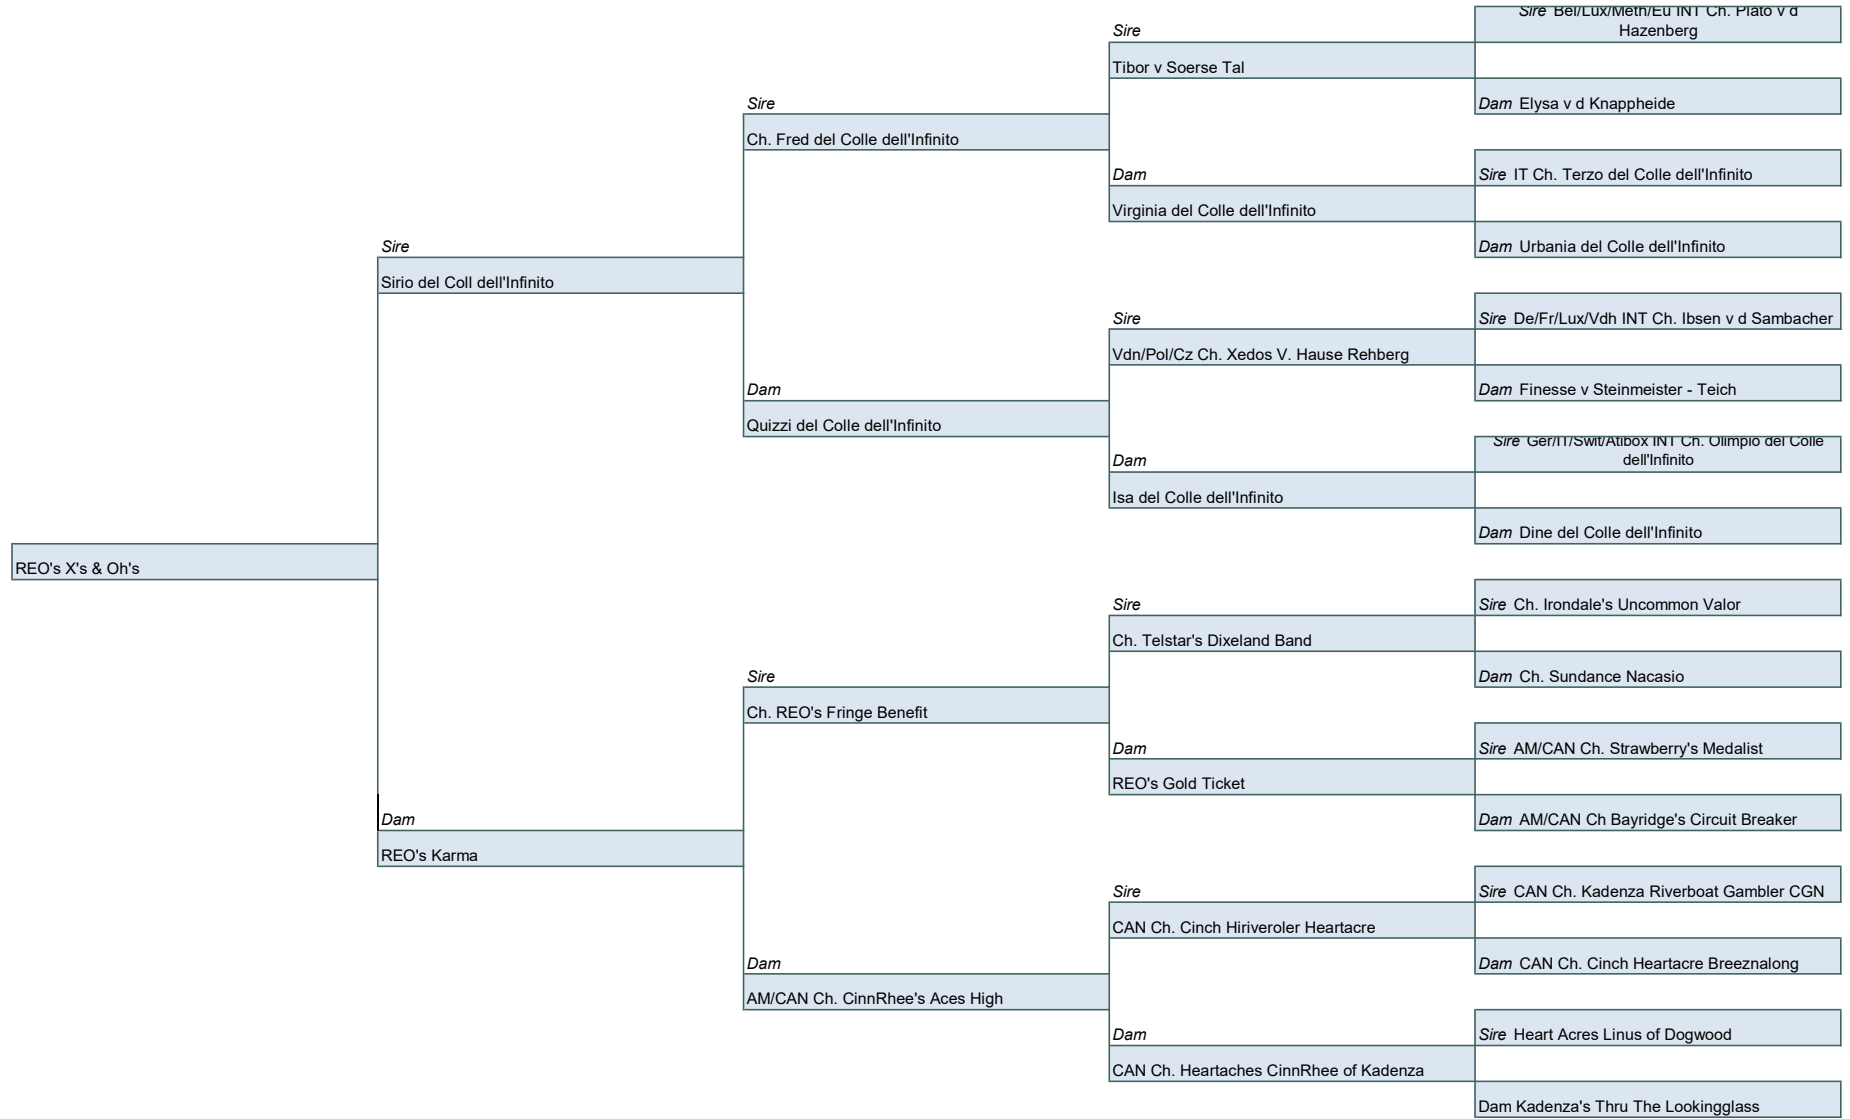 Sire Bel/Lux/Meth/Eu INT Ch. Plato v d
Hazenberg
Sire
Tibor v Soerse Tal
Dam Elysa v d Knappheide
Sire
Ch. Fred del Colle dell'Infinito
Dam
Sire IT Ch. Terzo del Colle dell'Infinito
Virginia del Colle dell'Infinito
Dam Urbania del Colle dell'Infinito
Sire
Sirio del Coll dell'Infinito
Sire
Sire De/Fr/Lux/Vdh INT Ch. Ibsen v d Sambacher
Vdn/Pol/Cz Ch. Xedos V. Hause Rehberg
Dam
Dam Finesse v Steinmeister - Teich
Quizzi del Colle dell'Infinito
Sire Ger/IT/Swit/Atibox INT Ch. Olimpio del Colle
dell'Infinito
Dam
Isa del Colle dell'Infinito
Dam Dine del Colle dell'Infinito
REO's X's & Oh's
Sire
Sire Ch. Irondale's Uncommon Valor
Ch. Telstar's Dixeland Band
Sire
Dam Ch. Sundance Nacasio
Ch. REO's Fringe Benefit
Dam
Sire AM/CAN Ch. Strawberry's Medalist
REO's Gold Ticket
Dam
Dam AM/CAN Ch Bayridge's Circuit Breaker
REO's Karma
Sire
Sire CAN Ch. Kadenza Riverboat Gambler CGN
CAN Ch. Cinch Hiriveroler Heartacre
Dam
Dam CAN Ch. Cinch Heartacre Breeznalong
AM/CAN Ch. CinnRhee's Aces High
Dam
Sire Heart Acres Linus of Dogwood
CAN Ch. Heartaches CinnRhee of Kadenza
Dam Kadenza's Thru The Lookingglass